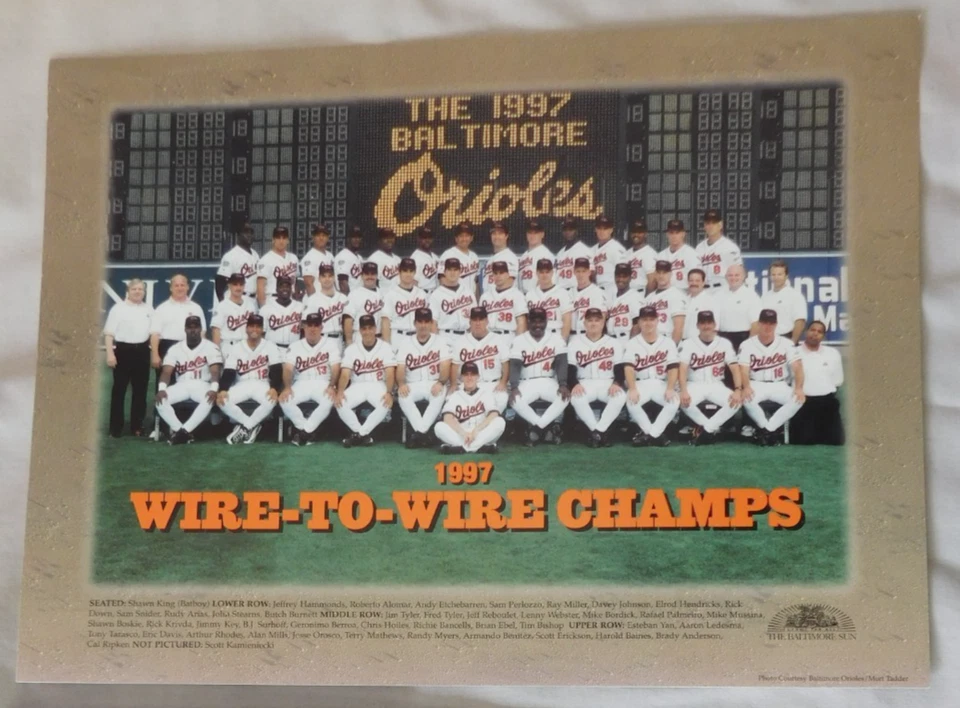 THE 1997
BALTIMORE
Orioles
National
Ma
1997
WIRE-TO-WIRE CHAMPS
SEATED: Shawn King (Batboy) LOWER ROW: Jeffrey Hammonds, Roberto Alomar, Andy Etchebarren, Sam Perlozzo, Ray Miller, Davey Johnson, Elrod Hendricks, Rick
Down, Sam Snider, Rudy Arias, John Stearns, Butch Burnett MIDDLE ROW: Jan Tyler, Fred Tyler, Jeff Reboulet, Lenny Webster, Mike Bordick, Rafael Palmeiro, Mike Mussina,
Shawn Boskie, Rick Krivda, Jimmy Key, B.J. Surhoff, Geronimo Berroa, Chris Hoiles, Richie Bancells, Brian Ebel, Tim Bishop UPPER ROW: Esteban Yan, Aaron Ledesma,
Tony Tarasco, Eric Davis, Arthur Rhodes, Alan Mills, Jesse Orosco, Terry Mathews, Randy Myers, Armando Benitez, Scott Erickson, Harold Baines, Brady Anderson,
Cal Ripken NOT PICTURED: Scott Kamieniecki
THE BALTIMORE SUN
Photo Courtesy Baltimore Orioles/Mort Tadder